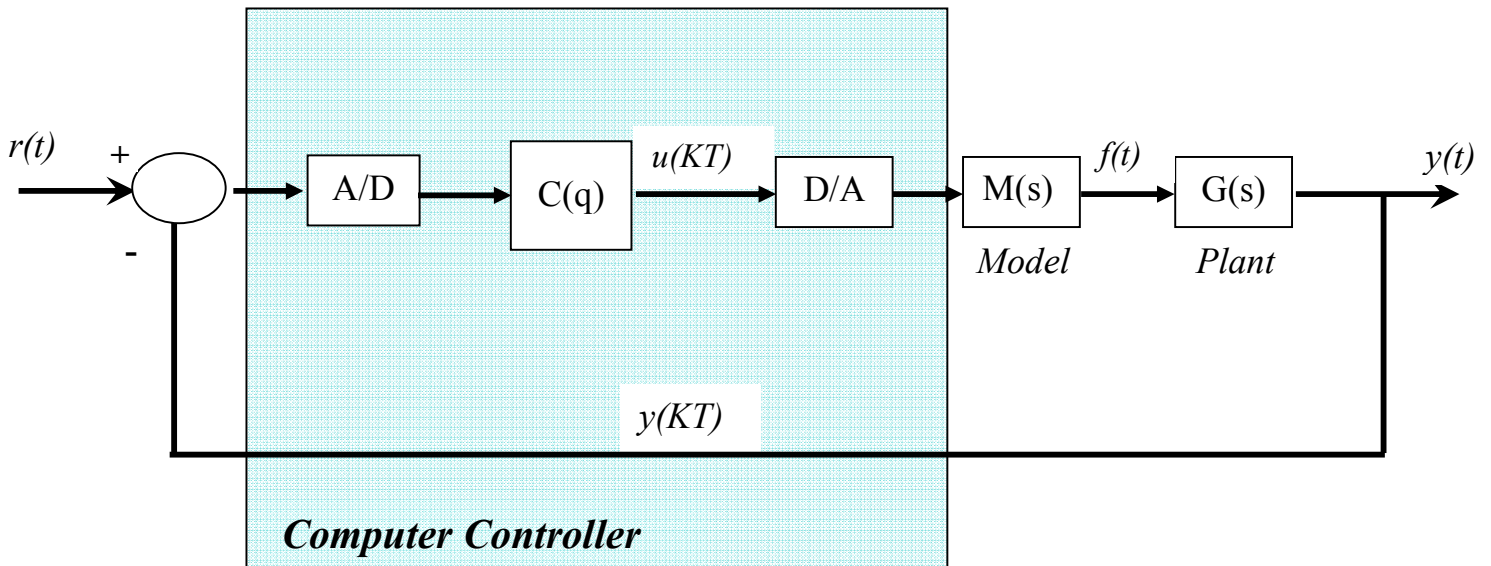 r(t)
+
-
A/D
C(q)
u(KT)
D/A
M(s)
Model
f(t)
G(s)
Plant
y(t)
y(KT)
Computer Controller